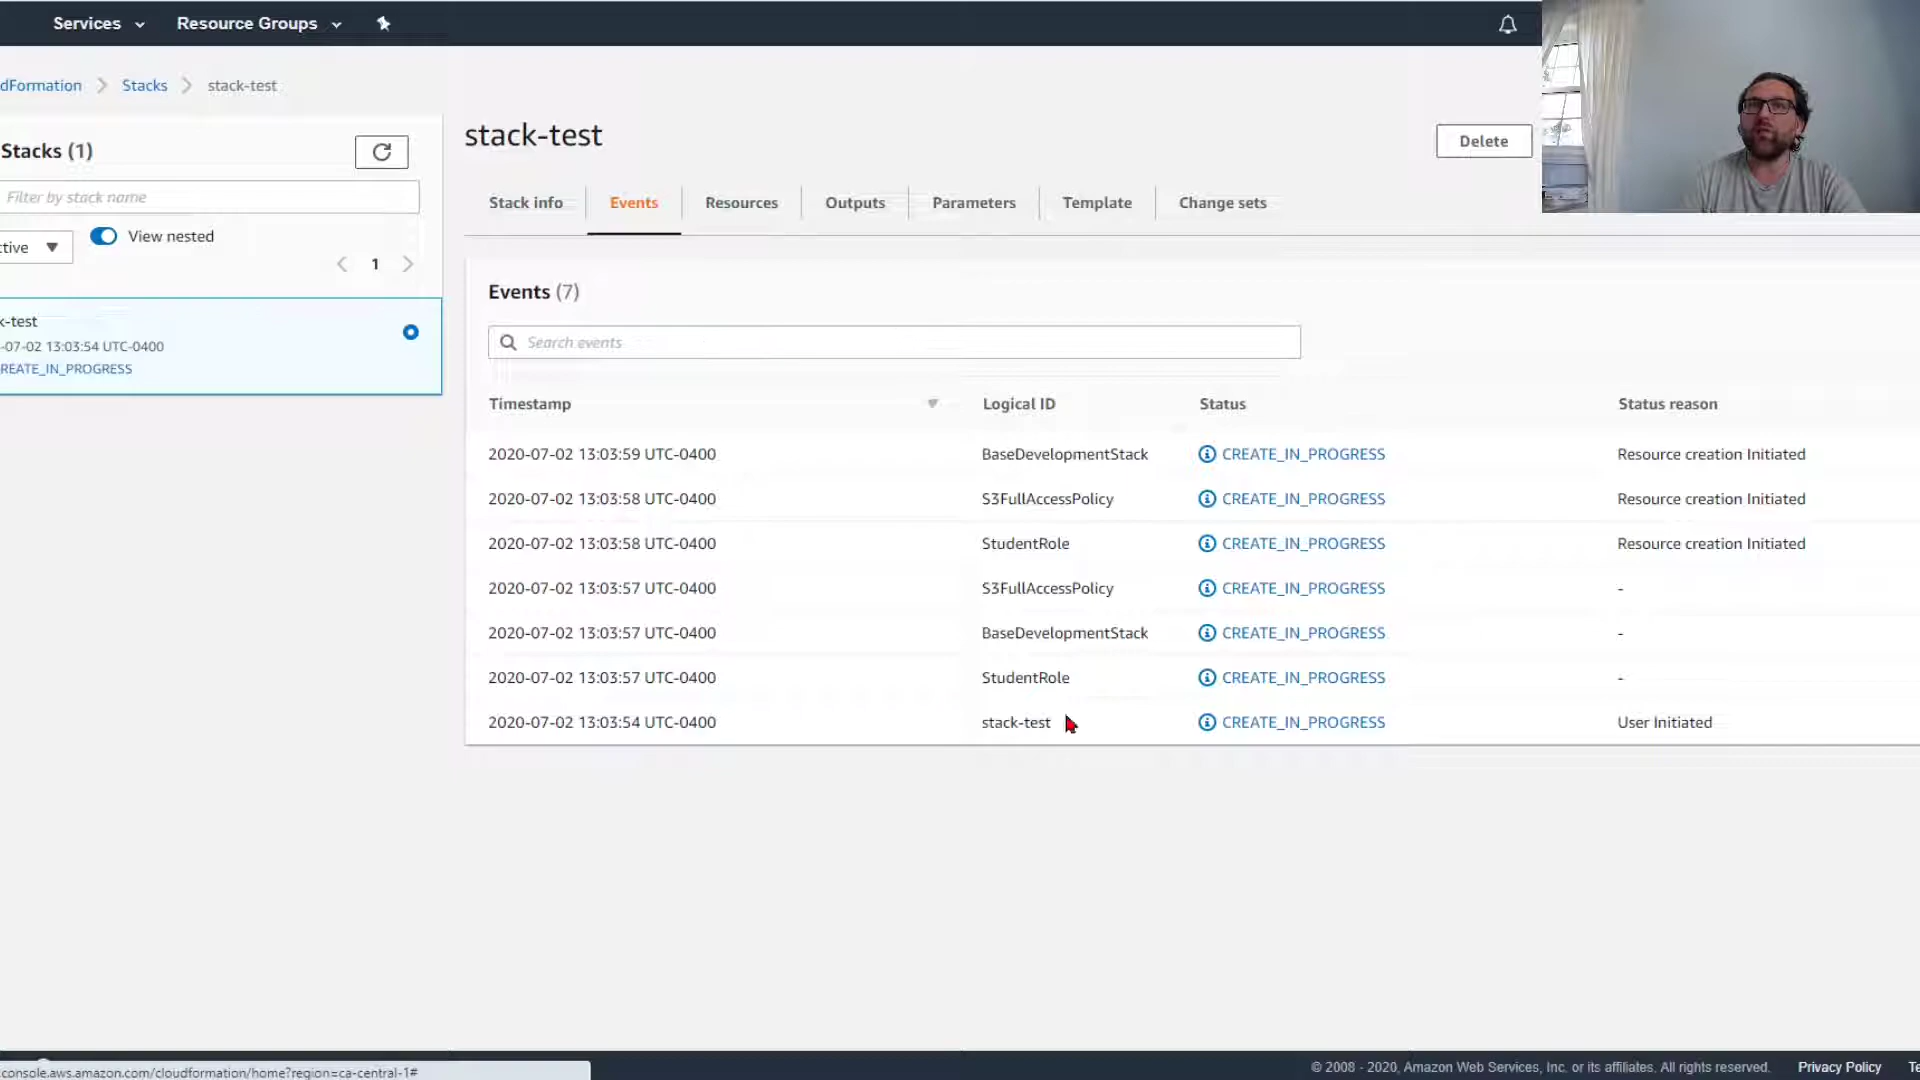 Services Resource Groups
dFormation Stacks stack-test
Stacks (1)
Filter by stack name
ctive View nested
1
k-test
-07-02 13:03:54 UTC-0400
REATE_IN_PROGRESS
stack-test
Delete
Stack info Events Resources Outputs Parameters Template Change sets
Events (7)
Search events
Timestamp Logical ID Status Status reason
2020-07-02 13:03:59 UTC-0400 BaseDevelopmentStack CREATE_IN_PROGRESS Resource creation Initiated
2020-07-02 13:03:58 UTC-0400 S3FullAccessPolicy CREATE_IN_PROGRESS Resource creation Initiated
2020-07-02 13:03:58 UTC-0400 StudentRole CREATE_IN_PROGRESS Resource creation Initiated
2020-07-02 13:03:57 UTC-0400 S3FullAccessPolicy CREATE_IN_PROGRESS -
2020-07-02 13:03:57 UTC-0400 BaseDevelopmentStack CREATE_IN_PROGRESS -
2020-07-02 13:03:57 UTC-0400 StudentRole CREATE_IN_PROGRESS -
2020-07-02 13:03:54 UTC-0400 stack-test CREATE_IN_PROGRESS User Initiated
console.aws.amazon.com/cloudformation/home?region=ca-central-1#
© 2008 - 2020, Amazon Web Services, Inc. or its affiliates. All rights reserved. Privacy Policy Te